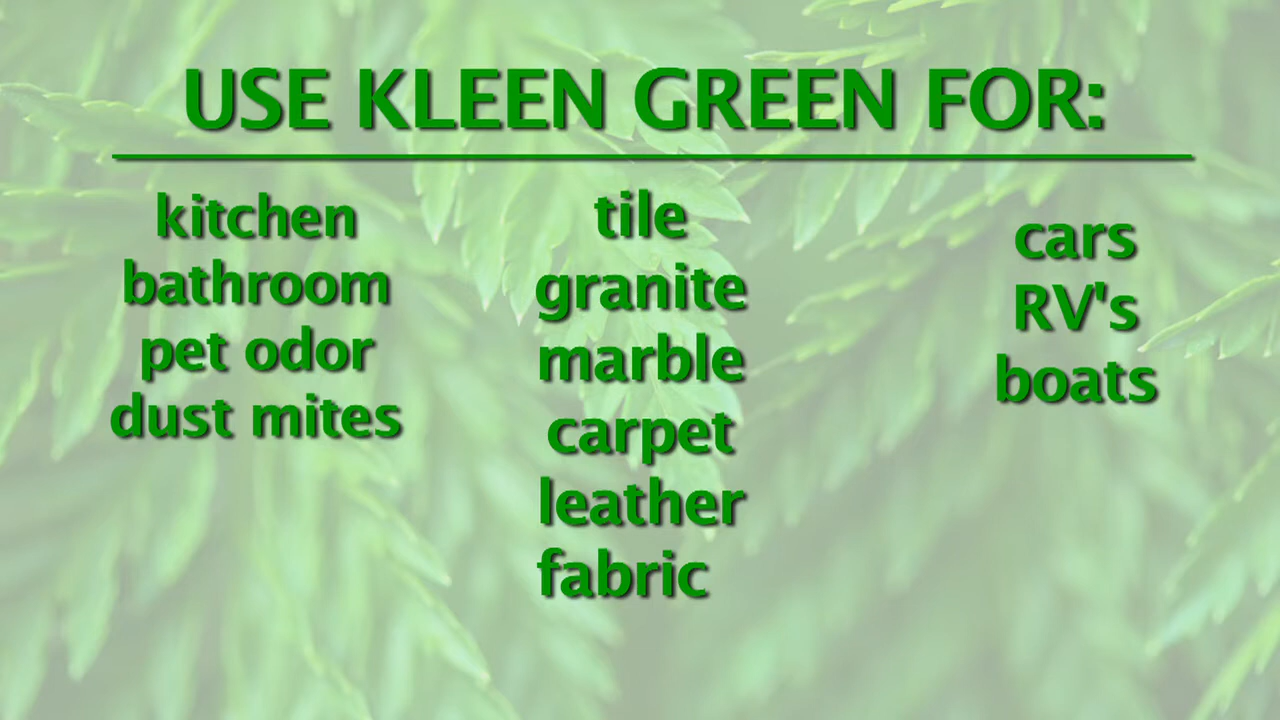 USE KLEEN GREEN FOR:
kitchen
bathroom
pet odor
dust mites
tile
granite
marble
carpet
leather
fabric
cars
RV's
boats